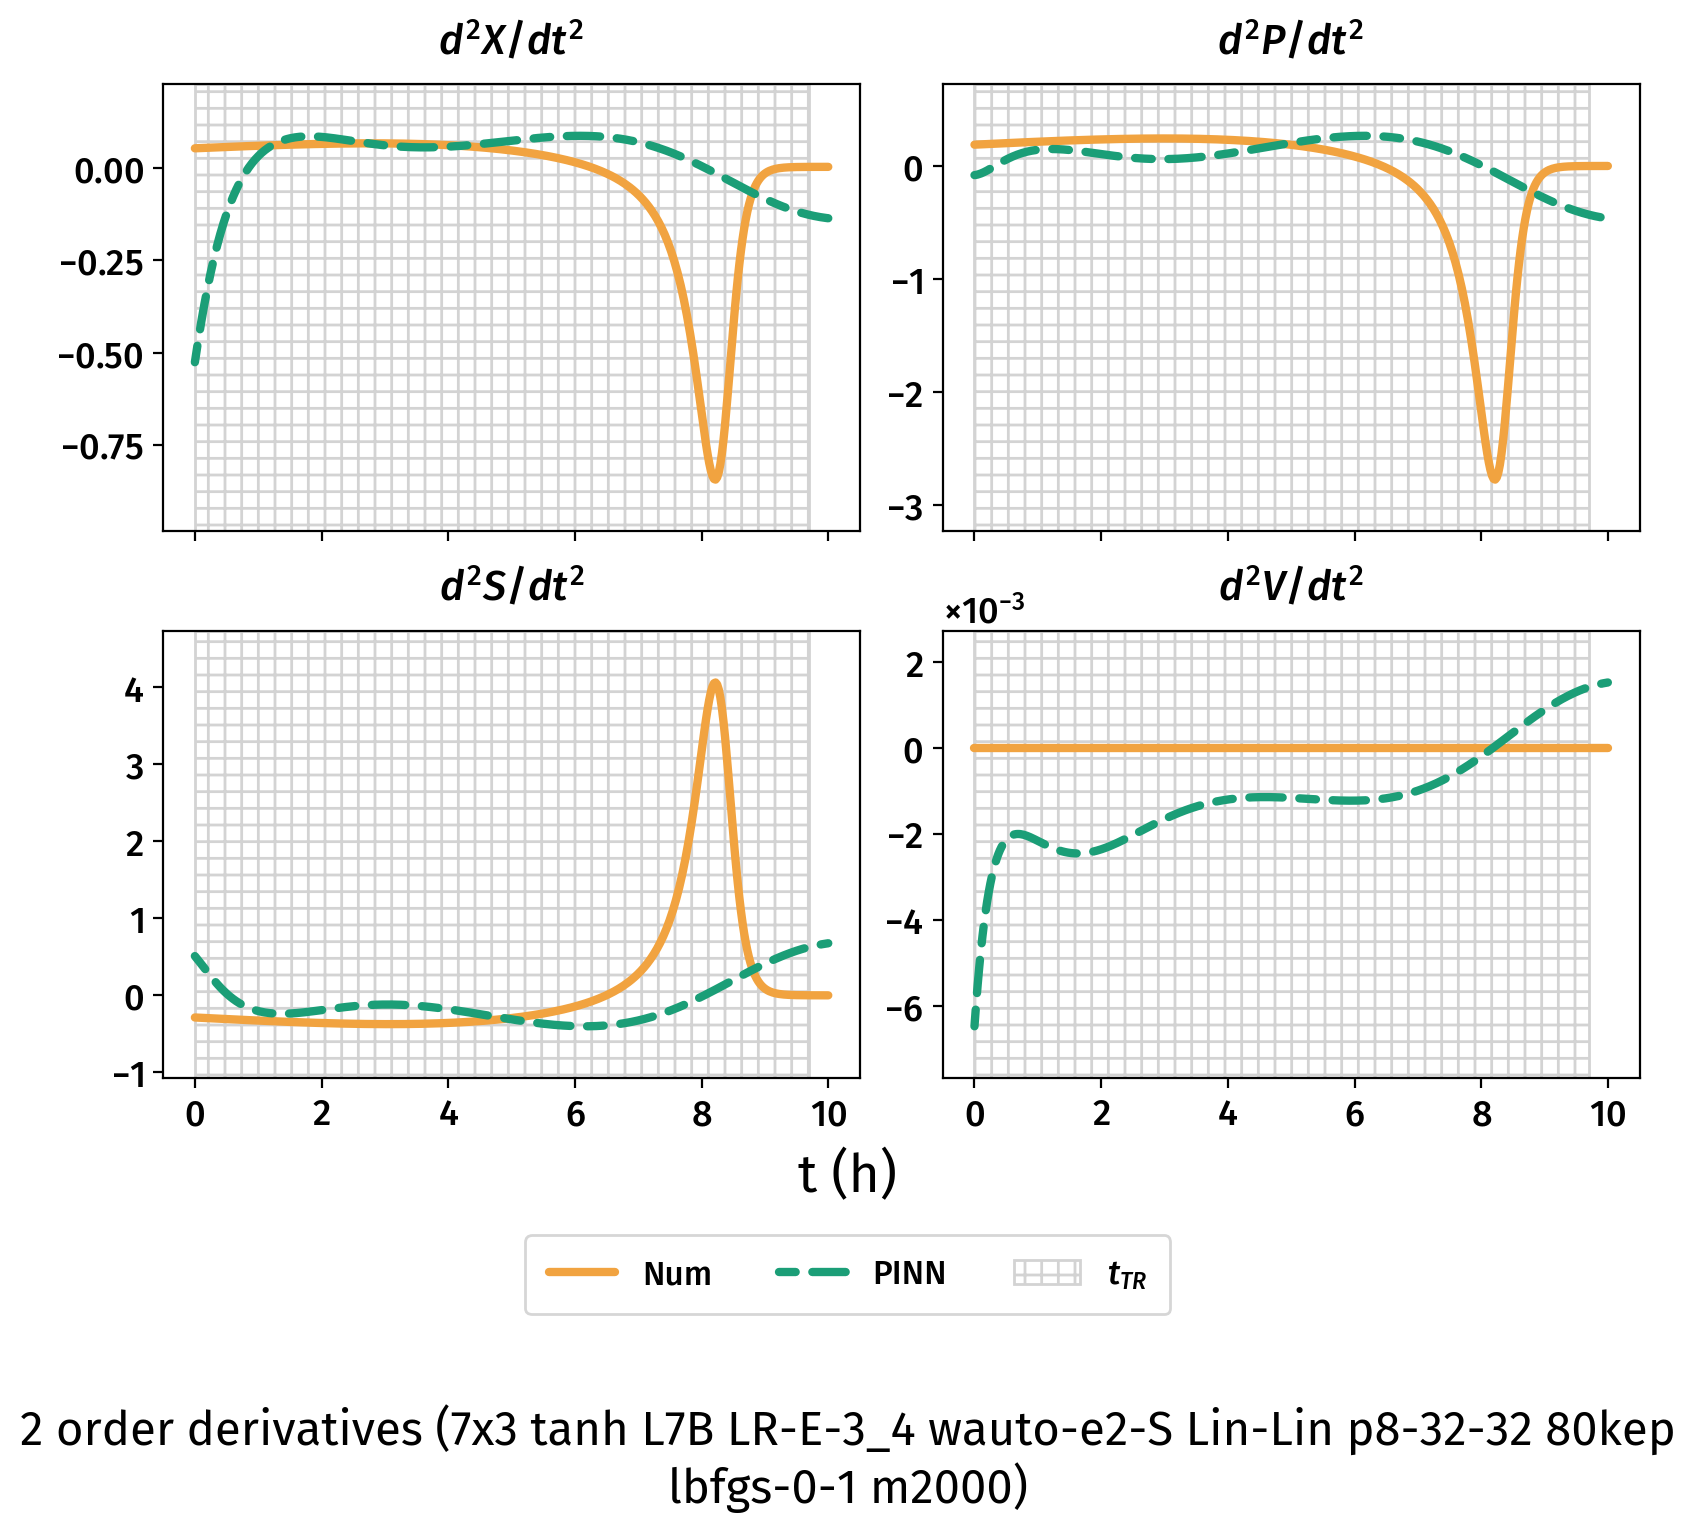 d²X/dt²
d²P/dt²
0.00
−0.25
−0.50
−0.75
0
−1
−2
−3
d²S/dt²
d²V/dt²
×10⁻³
4
3
2
1
0
−1
2
0
−2
−4
−6
0 2 4 6 8 10
0 2 4 6 8 10
t (h)
Num PINN t_TR
2 order derivatives (7x3 tanh L7B LR-E-3_4 wauto-e2-S Lin-Lin p8-32-32 80kep
lbfgs-0-1 m2000)